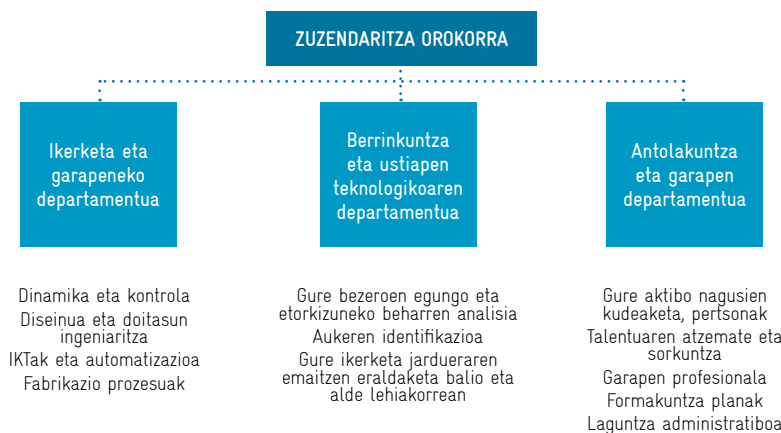 ZUZENDARITZA OROKORRA
Ikerketa eta
garapeneko
departamentua
Berrinkuntza
eta ustiapen
teknologikoaren
departamentua
Antolakuntza
eta garapen
departamentua
Dinamika eta kontrola
Diseinua eta doitasun
ingeniaritza
IKTak eta automatizazioa
Fabrikazio prozesuak
Gure bezeroen egungo eta
etorkizuneko beharren analisia
Aukeren identifikazioa
Gure ikerketa jardueraren
emaitzen eraldaketa balio eta
alde lehiakorrean
Gure aktibo nagusien
kudeaketa, pertsonak
Talentuaren atzemate eta
sorkuntza
Garapen profesionala
Formakuntza planak
Laguntza administratiboa